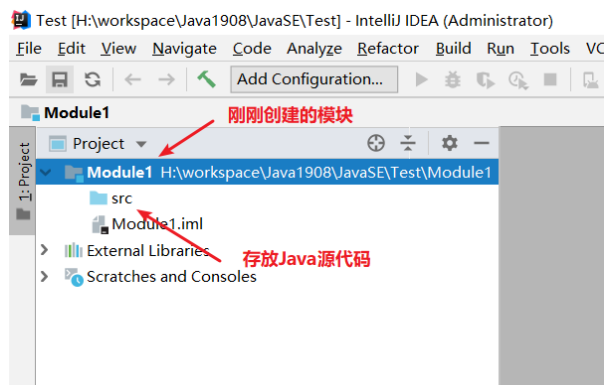 Test [H:\workspace\Java1908\JavaSE\Test] - IntelliJ IDEA (Administrator)
File Edit View Navigate Code Analyze Refactor Build Run Tools VC
Add Configuration...
Module1
刚刚创建的模块
1: Project
Project
Module1 H:\workspace\Java1908\JavaSE\Test\Module1
src
Module1.iml
External Libraries
存放Java源代码
Scratches and Consoles